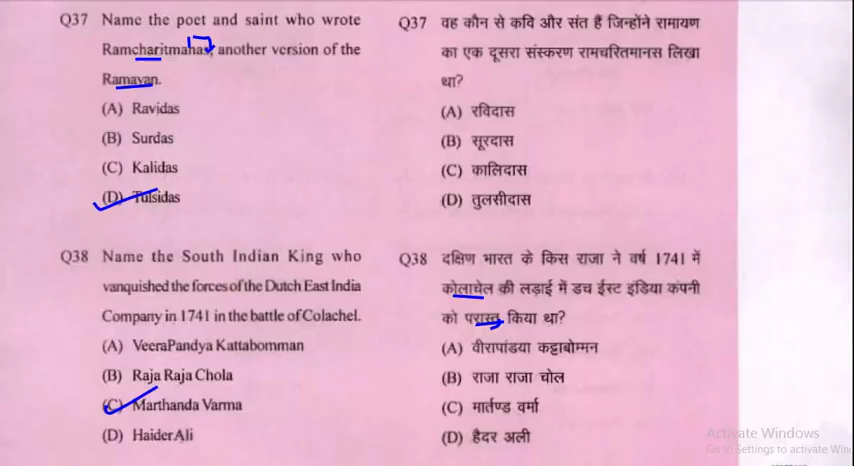 Q37 Name the poet and saint who wrote
Ramcharitmanas, another version of the
Ramayan.
(A) Ravidas
(B) Surdas
(C) Kalidas
(D) Tulsidas
Q38 Name the South Indian King who
vanquished the forces of the Dutch East India
Company in 1741 in the battle of Colachel.
(A) VeeraPandya Kattabomman
(B) Raja Raja Chola
(C) Marthanda Varma
(D) Haider Ali
Q37 वह कौन से कवि और संत हैं जिन्होंने रामायण
का एक दूसरा संस्करण रामचरितमानस लिखा
था?
(A) रविदास
(B) सूरदास
(C) कालिदास
(D) तुलसीदास
Q38 दक्षिण भारत के किस राजा ने वर्ष 1741 में
कोलाचेल की लड़ाई में डच ईस्ट इंडिया कंपनी
को परास्त किया था?
(A) वीरापांडया कट्टाबोम्मन
(B) राजा राजा चोल
(C) मार्तण्ड वर्मा
(D) हैदर अली
Activate Windows
Go to Settings to activate Win